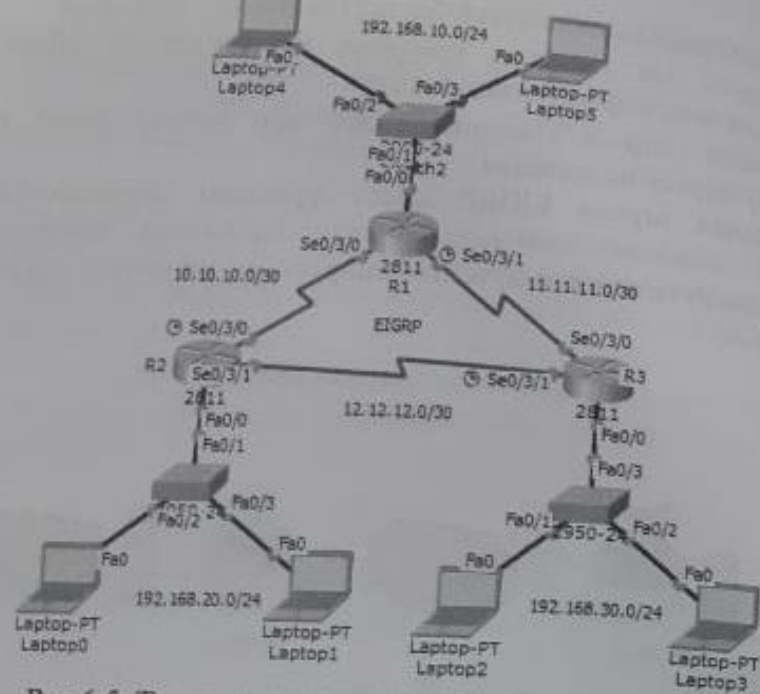 192.168.10.0/24
Fa0
Laptop-PT
Laptop4
Fa0
Laptop-PT
Laptop5
Fa0/2
Fa0/3
Fa0/1
Fa0/0
Se0/3/0
Se0/3/1
2811
R1
10.10.10.0/30
11.11.11.0/30
EIGRP
Se0/3/0
Se0/3/0
R2
Se0/3/1
Se0/3/1
R3
2811
2811
12.12.12.0/30
Fa0/0
Fa0/1
Fa0/0
Fa0/3
Fa0/2
Fa0/3
Fa0/1
2950-24
Fa0/2
Fa0
Fa0
Fa0
Fa0
192.168.20.0/24
192.168.30.0/24
Laptop-PT
Laptop0
Laptop-PT
Laptop1
Laptop-PT
Laptop2
Laptop-PT
Laptop3